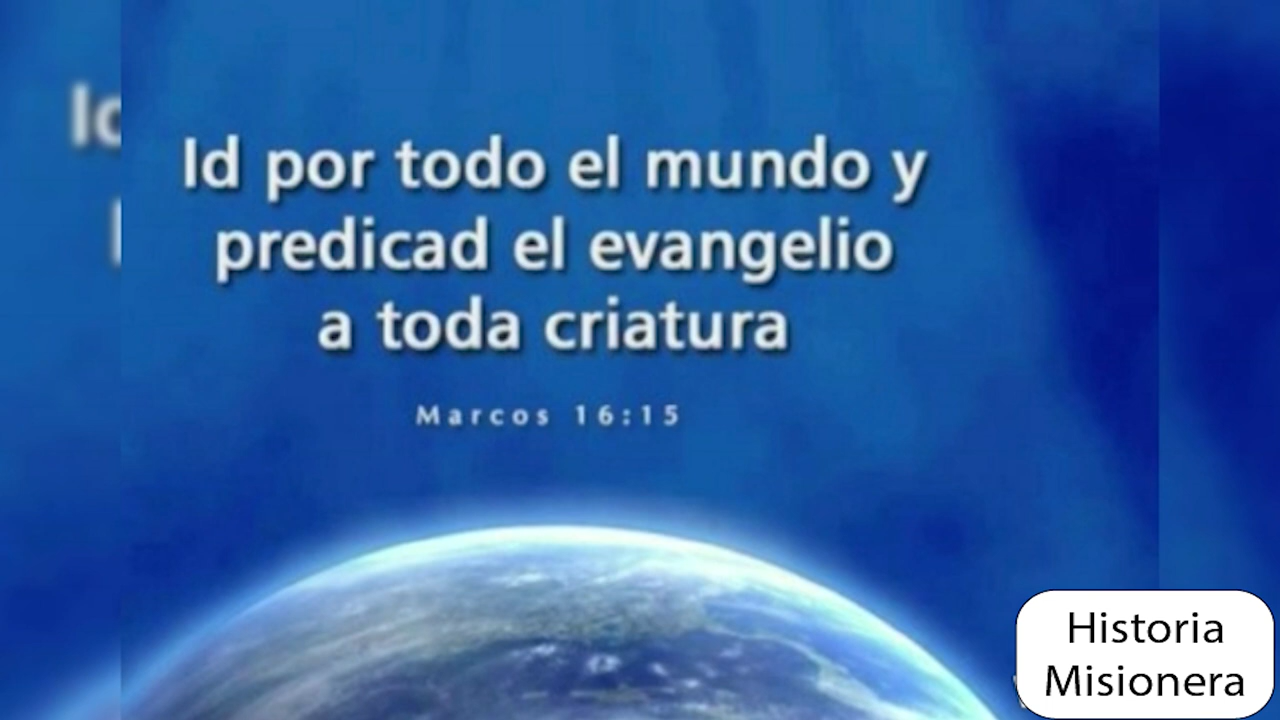 Id por todo el mundo y
predicad el evangelio
a toda criatura
Marcos 16:15
Historia
Misionera